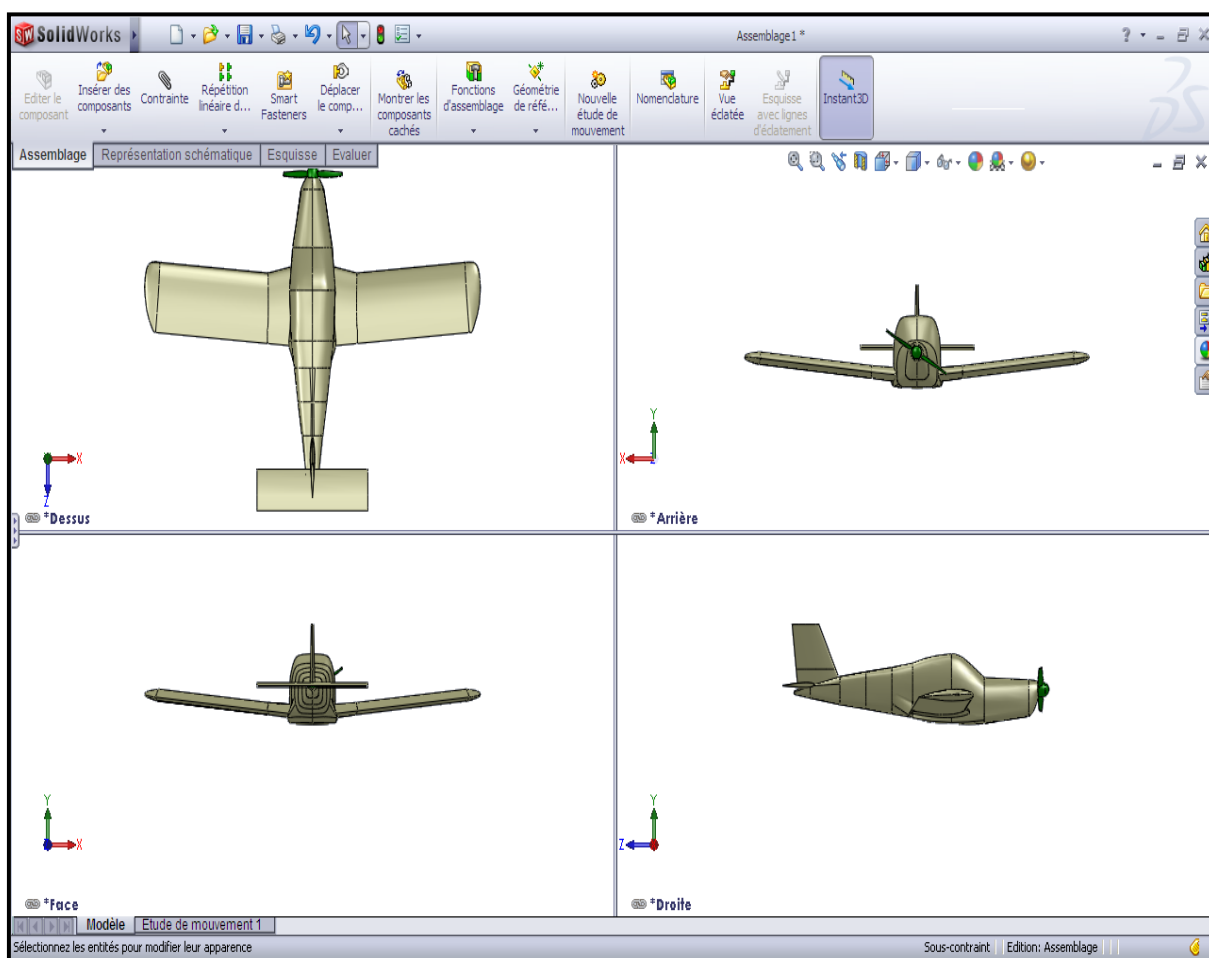 SolidWorks
Assemblage1 *
?
Editer le composant
Insérer des composants
Contrainte
Répétition linéaire d...
Smart Fasteners
Déplacer le comp...
Montrer les composants cachés
Fonctions d'assemblage
Géométrie de réfé...
Nouvelle étude de mouvement
Nomenclature
Vue éclatée
Esquisse avec lignes d'éclatement
Instant3D
Assemblage Représentation schématique Esquisse Evaluer
X
Z
*Dessus
Y
X
Z
*Arrière
Y
X
*Face
Y
Z
*Droite
Modèle Etude de mouvement 1
Sélectionnez les entités pour modifier leur apparence
Sous-contraint Edition: Assemblage